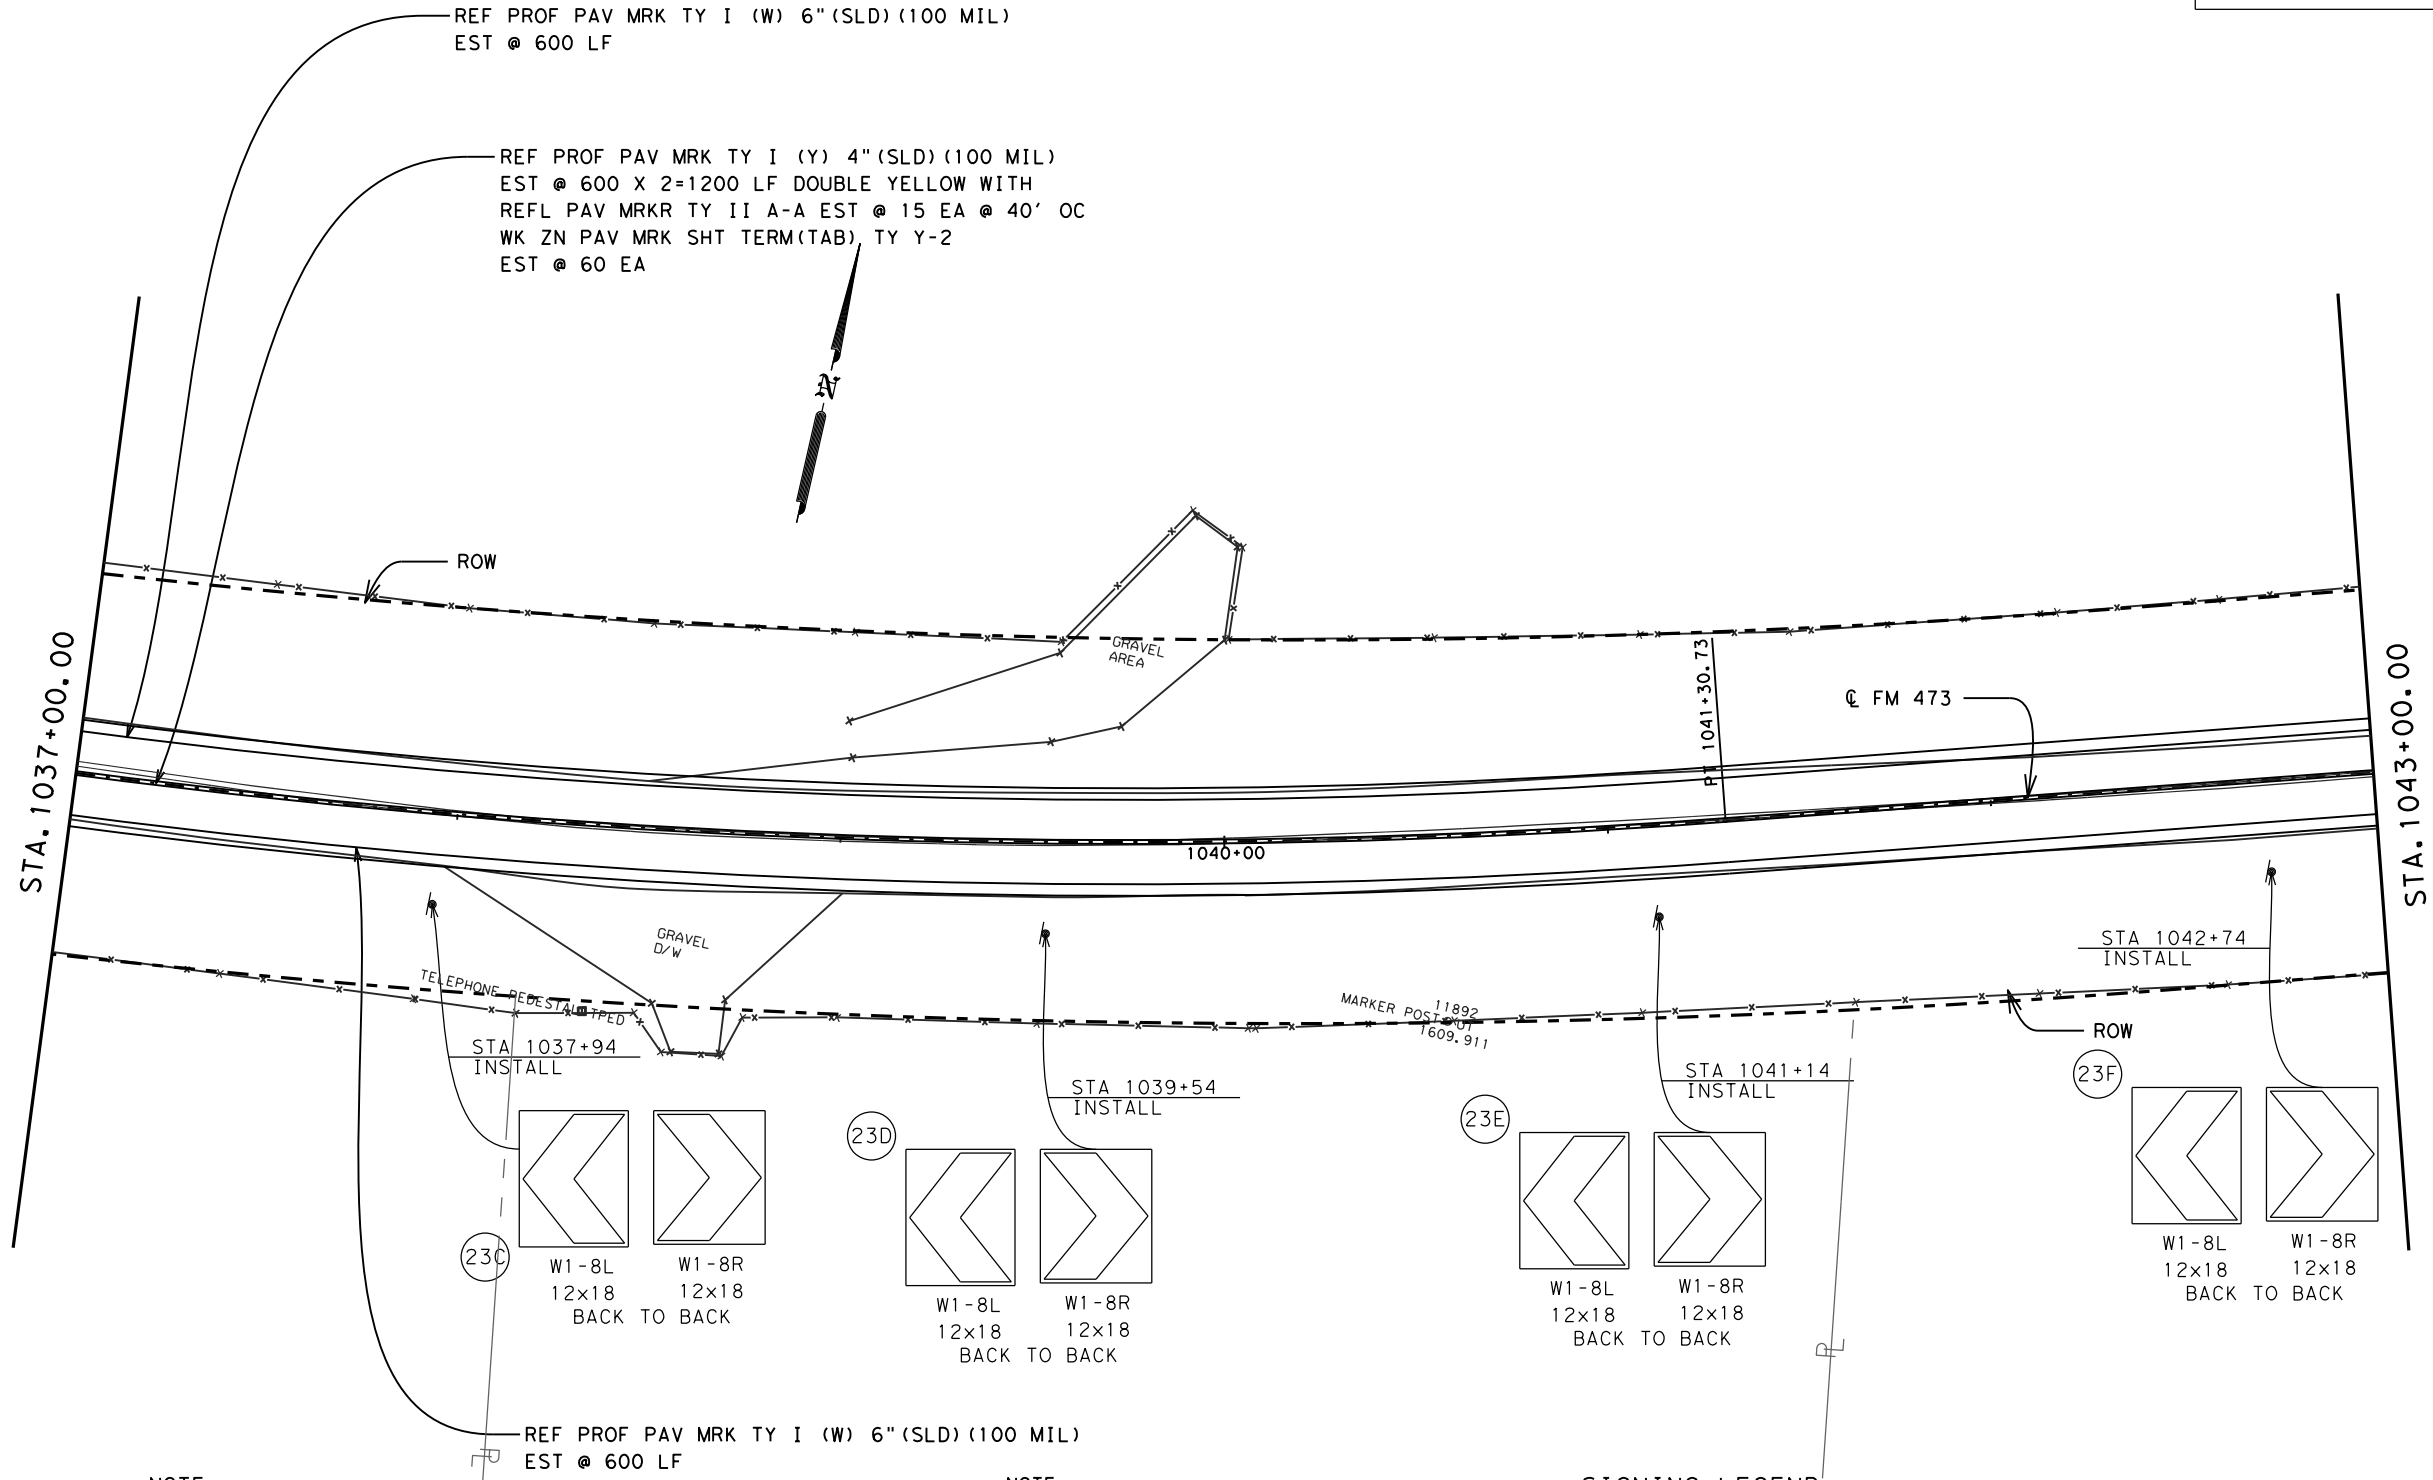 REF PROF PAV MRK TY I (W) 6"(SLD)(100 MIL)
EST @ 600 LF
REF PROF PAV MRK TY I (Y) 4"(SLD)(100 MIL)
EST @ 600 X 2=1200 LF DOUBLE YELLOW WITH
REFL PAV MRKR TY II A-A EST @ 15 EA @ 40' OC
WK ZN PAV MRK SHT TERM(TAB) TY Y-2
EST @ 60 EA
N
ROW
GRAVEL
AREA
STA. 1037+00.00
PT 1041+30.73
℄ FM 473
STA. 1043+00.00
1040+00
GRAVEL
D/W
TELEPHONE PEDESTAL TPED
MARKER POST
11892
1609.911
STA 1042+74
INSTALL
ROW
STA 1037+94
INSTALL
STA 1039+54
INSTALL
STA 1041+14
INSTALL
23F
23E
23D
23C
W1-8L
12x18
W1-8R
12x18
BACK TO BACK
W1-8L
12x18
W1-8R
12x18
BACK TO BACK
W1-8L
12x18
W1-8R
12x18
BACK TO BACK
W1-8L
12x18
W1-8R
12x18
BACK TO BACK
PL
PL
REF PROF PAV MRK TY I (W) 6"(SLD)(100 MIL)
EST @ 600 LF
NOTE
NOTE
SIGNING LEGEND